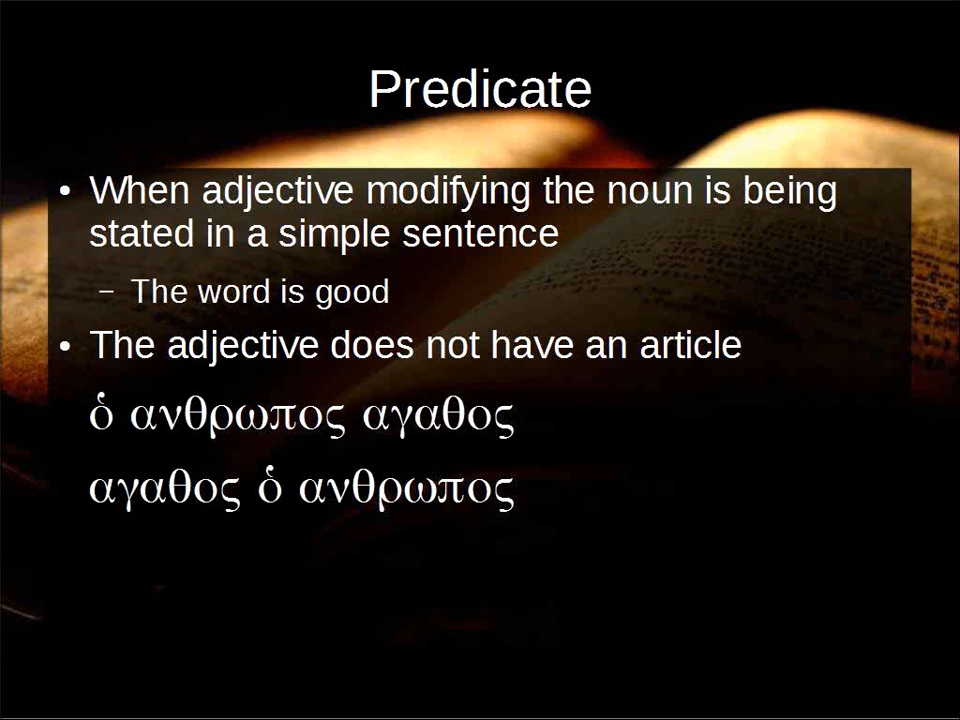 Predicate
• When adjective modifying the noun is being
stated in a simple sentence
– The word is good
• The adjective does not have an article
ὁ ανθρωπος αγαθος
αγαθος ὁ ανθρωπος